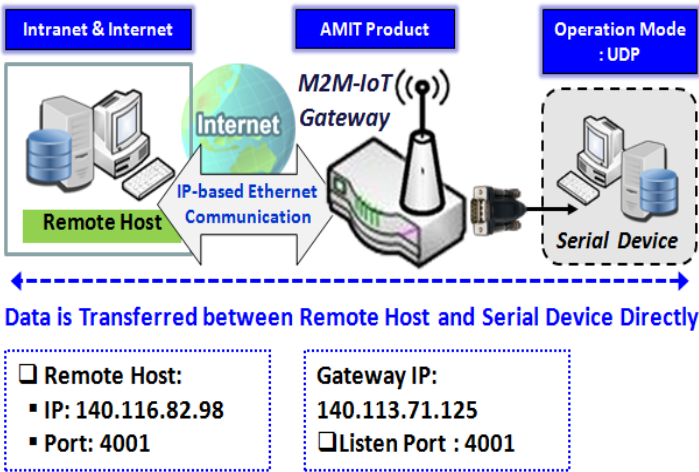 Intranet & Internet
AMIT Product
Operation Mode
: UDP
M2M-IoT
Gateway
Internet
IP-based Ethernet
Communication
Remote Host
Serial Device
Data is Transferred between Remote Host and Serial Device Directly
❑ Remote Host:
▪ IP: 140.116.82.98
▪ Port: 4001
Gateway IP:
140.113.71.125
❑Listen Port : 4001